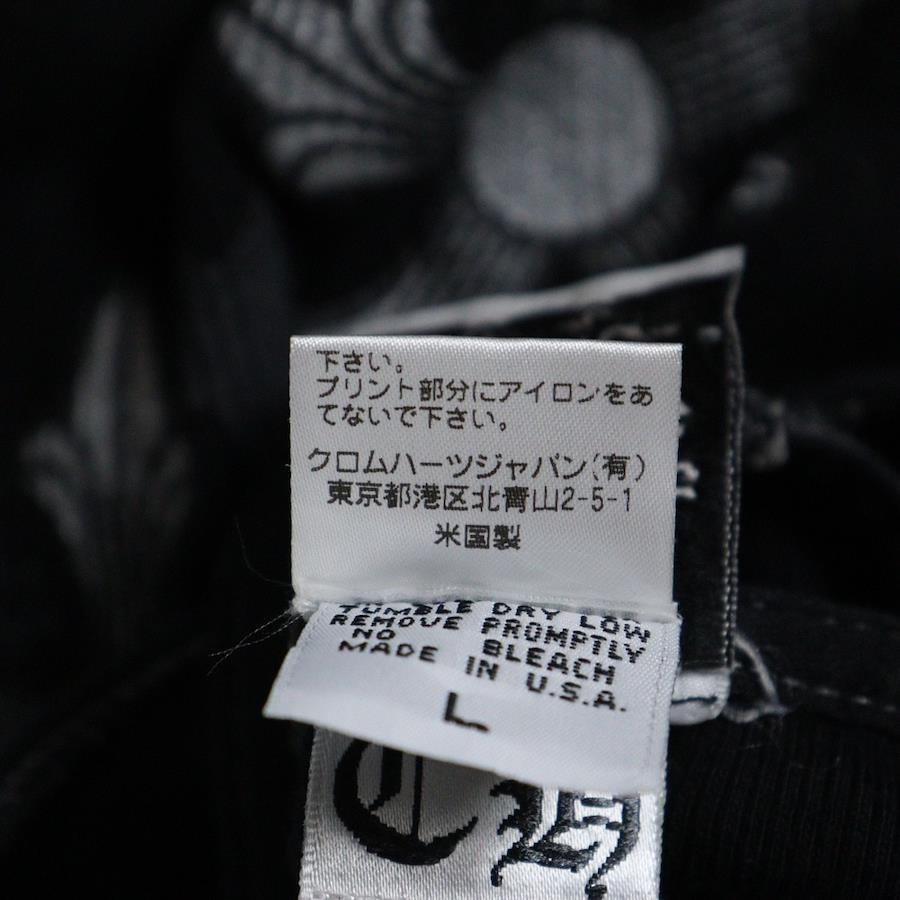 下さい。
プリント部分にアイロンをあ
てないで下さい。
クロムハーツジャパン(有)
東京都港区北青山2-5-1
米国製
TUMBLE DRY LOW
REMOVE PROMPTLY
NO BLEACH
MADE IN U.S.A.
L
CH